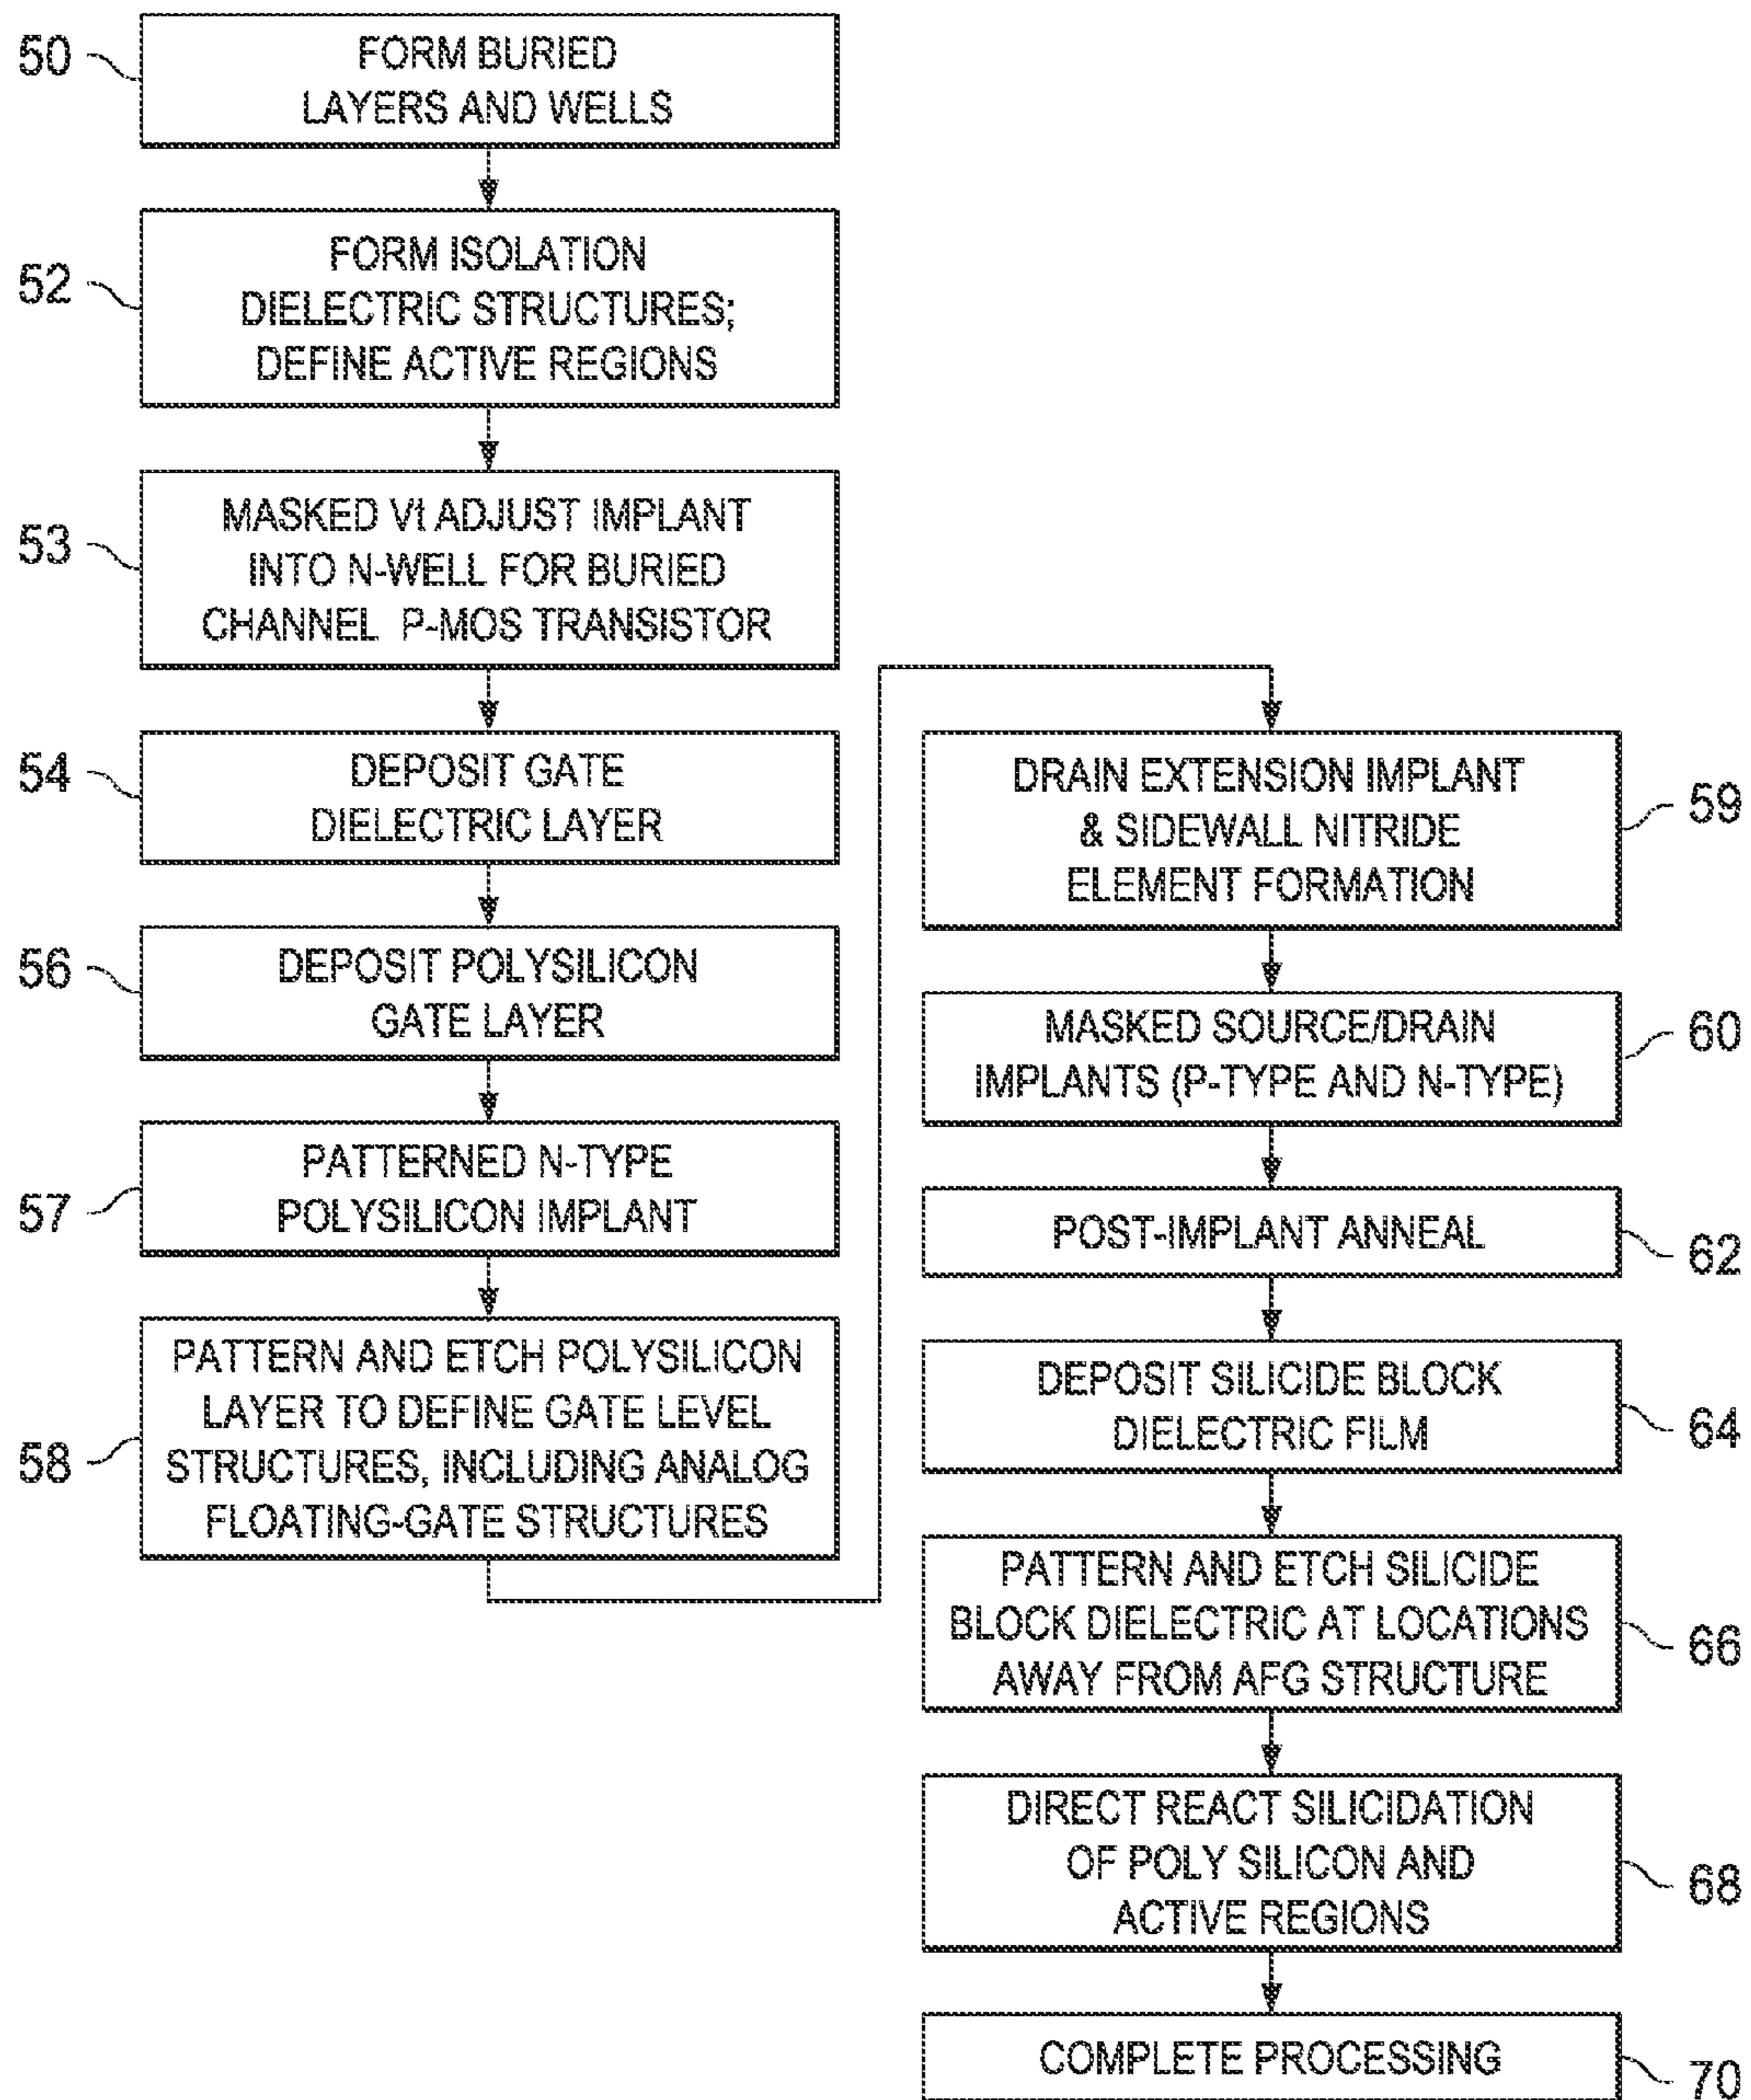 50
FORM BURIED
LAYERS AND WELLS
52
FORM ISOLATION
DIELECTRIC STRUCTURES;
DEFINE ACTIVE REGIONS
53
MASKED Vt ADJUST IMPLANT
INTO N-WELL FOR BURIED
CHANNEL P-MOS TRANSISTOR
54
DEPOSIT GATE
DIELECTRIC LAYER
56
DEPOSIT POLYSILICON
GATE LAYER
57
PATTERNED N-TYPE
POLYSILICON IMPLANT
58
PATTERN AND ETCH POLYSILICON
LAYER TO DEFINE GATE LEVEL
STRUCTURES, INCLUDING ANALOG
FLOATING-GATE STRUCTURES
DRAIN EXTENSION IMPLANT
& SIDEWALL NITRIDE
ELEMENT FORMATION
59
MASKED SOURCE/DRAIN
IMPLANTS (P-TYPE AND N-TYPE)
60
POST-IMPLANT ANNEAL
62
DEPOSIT SILICIDE BLOCK
DIELECTRIC FILM
64
PATTERN AND ETCH SILICIDE
BLOCK DIELECTRIC AT LOCATIONS
AWAY FROM AFG STRUCTURE
66
DIRECT REACT SILICIDATION
OF POLY SILICON AND
ACTIVE REGIONS
68
COMPLETE PROCESSING
70